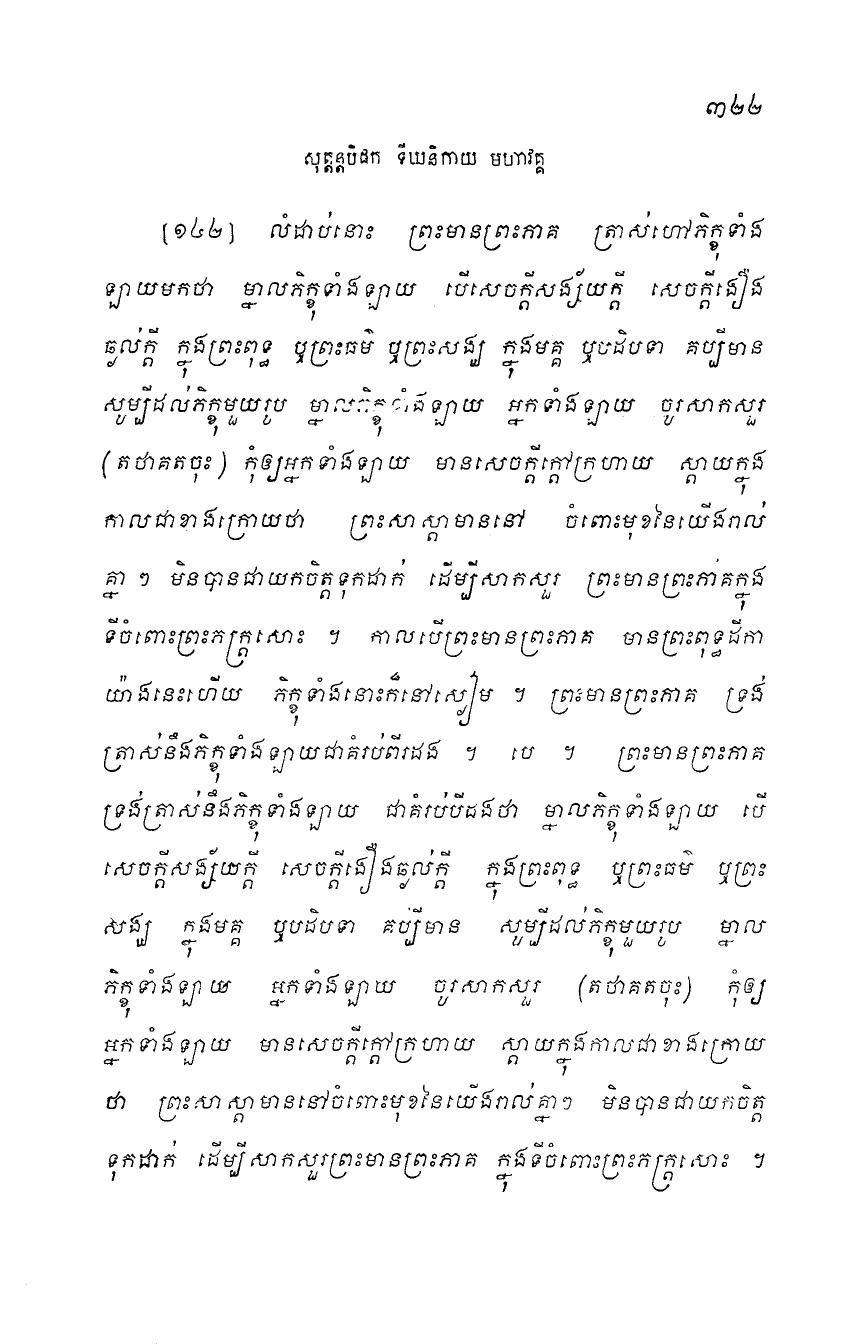 ៣២២
សុត្តន្តបិដក ទីឃនិកាយ មហាវគ្គ
[១៤២] លំដាប់នោះ ព្រះមានព្រះភាគ ត្រាស់ហៅភិក្ខុទាំង
ឡាយមកថា ម្នាលភិក្ខុទាំងឡាយ បើសេចក្តីសង្ស័យក្តី សេចក្តីងឿង
ឆ្ងល់ក្តី ក្នុងព្រះពុទ្ធ ឬព្រះធម៌ ឬព្រះសង្ឃ ក្នុងមគ្គ ឬបដិបទា គប្បីមាន
សូម្បីដល់ភិក្ខុមួយរូប ម្នាលភិក្ខុទាំងឡាយ អ្នកទាំងឡាយ ចូរសាកសួរ
(តថាគតចុះ) កុំឲ្យអ្នកទាំងឡាយ មានសេចក្តីក្តៅក្រហាយ ស្តាយក្នុង
កាលជាខាងក្រោយថា ព្រះសាស្តាមាននៅ ចំពោះមុខនៃយើងរាល់
គ្នា ៗ មិនបានជាយកចិត្តទុកដាក់ ដើម្បីសាកសួរ ព្រះមានព្រះភាគក្នុង
ទីចំពោះព្រះភក្ត្រសោះ ។ កាលបើព្រះមានព្រះភាគ មានព្រះពុទ្ធដីកា
យ៉ាងនេះហើយ ភិក្ខុទាំងនោះក៏នៅស្ងៀម ។ ព្រះមានព្រះភាគ ទ្រង់
ត្រាស់នឹងភិក្ខុទាំងឡាយជាគំរប់ពីរដង ។ បេ ។ ព្រះមានព្រះភាគ
ទ្រង់ត្រាស់នឹងភិក្ខុទាំងឡាយ ជាគំរប់បីដងថា ម្នាលភិក្ខុទាំងឡាយ បើ
សេចក្តីសង្ស័យក្តី សេចក្តីងឿងឆ្ងល់ក្តី ក្នុងព្រះពុទ្ធ ឬព្រះធម៌ ឬព្រះ
សង្ឃ ក្នុងមគ្គ ឬបដិបទា គប្បីមាន សូម្បីដល់ភិក្ខុមួយរូប ម្នាល
ភិក្ខុទាំងឡាយ អ្នកទាំងឡាយ ចូរសាកសួរ (តថាគតចុះ) កុំឲ្យ
អ្នកទាំងឡាយ មានសេចក្តីក្តៅក្រហាយ ស្តាយក្នុងកាលជាខាងក្រោយ
ថា ព្រះសាស្តាមាននៅចំពោះមុខនៃយើងរាល់គ្នាៗ មិនបានជាយកចិត្ត
ទុកដាក់ ដើម្បីសាកសួរព្រះមានព្រះភាគ ក្នុងទីចំពោះព្រះភក្ត្រសោះ ។